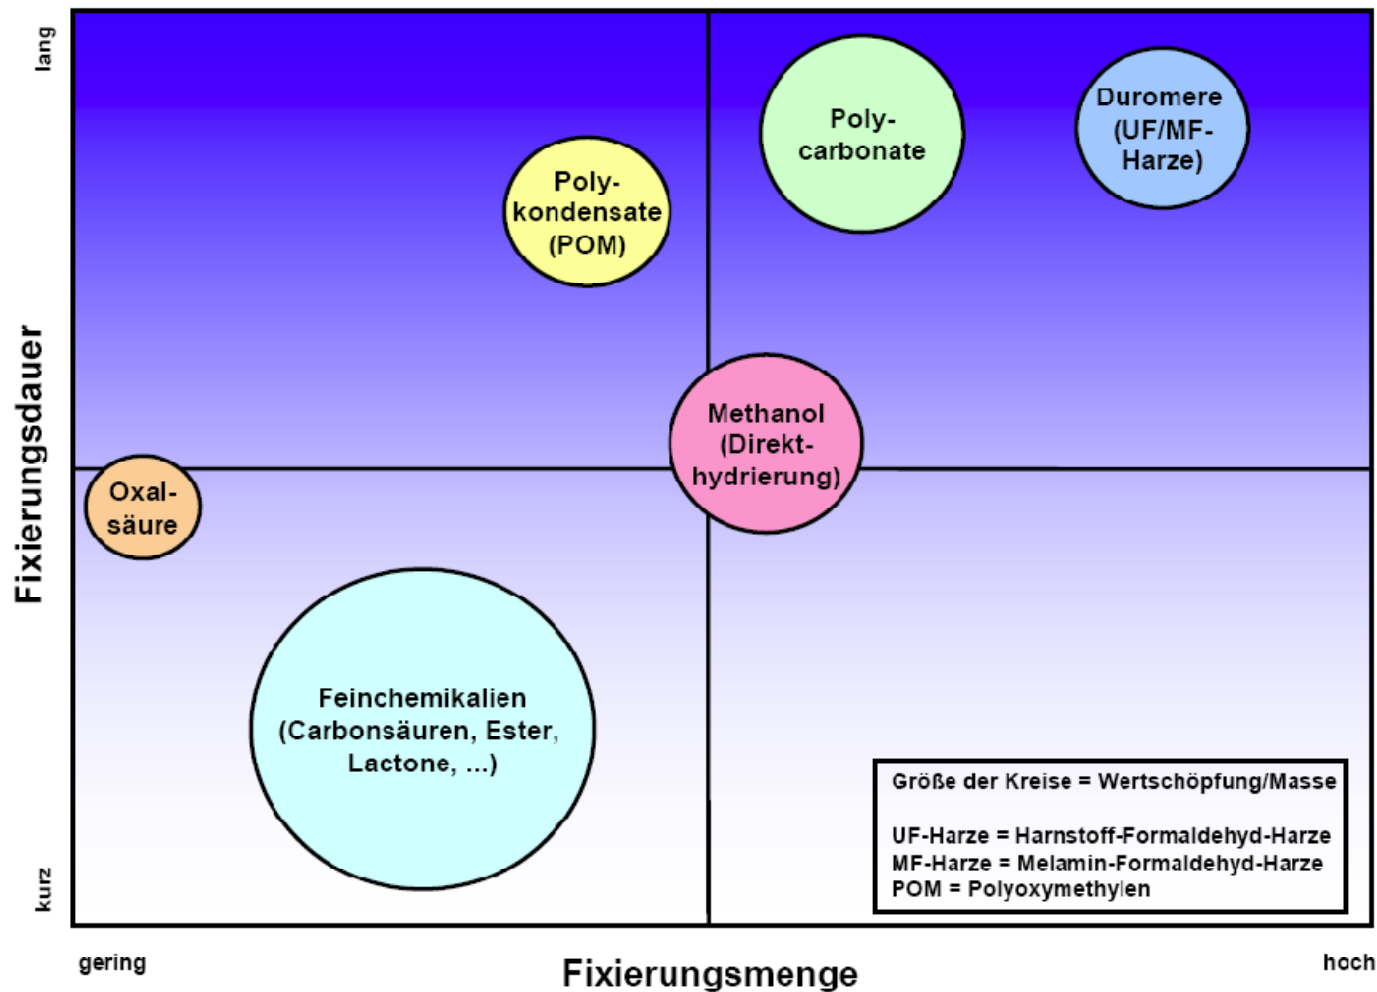 lang
Poly-
carbonate
Duromere
(UF/MF-
Harze)
Poly-
kondensate
(POM)
Methanol
(Direkt-
hydrierung)
Oxal-
säure
Feinchemikalien
(Carbonsäuren, Ester,
Lactone, ...)
Fixierungsdauer
Größe der Kreise = Wertschöpfung/Masse
UF-Harze = Harnstoff-Formaldehyd-Harze
MF-Harze = Melamin-Formaldehyd-Harze
POM = Polyoxymethylen
kurz
gering
Fixierungsmenge
hoch